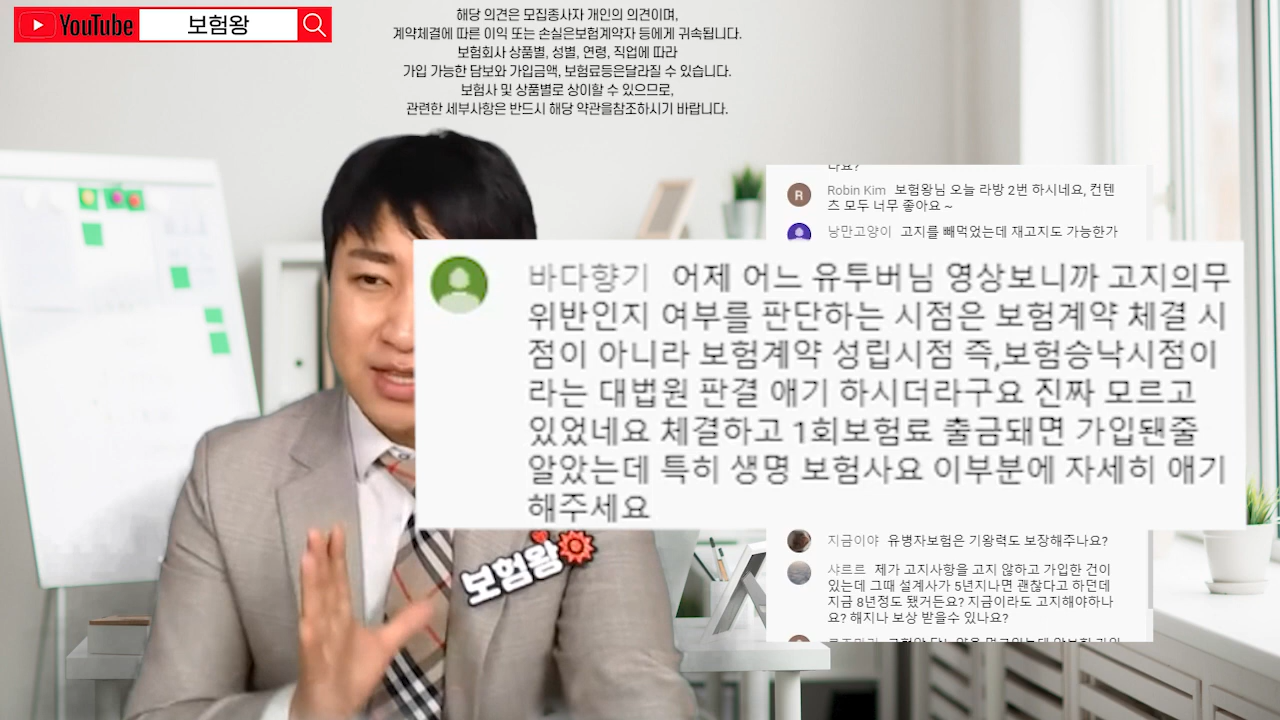 YouTube 보험왕
해당 의견은 모집종사자 개인의 의견이며,
계약체결에 따른 이익 또는 손실은보험계약자 등에게 귀속됩니다.
보험회사 상품별, 성별, 연령, 직업에 따라
가입 가능한 담보와 가입금액, 보험료등은달라질 수 있습니다.
보험사 및 상품별로 상이할 수 있으므로,
관련한 세부사항은 반드시 해당 약관을참조하시기 바랍니다.
나요?
R Robin Kim 보험왕님 오늘 라방 2번 하시네요, 컨텐
츠 모두 너무 좋아요 ~
낭만고양이 고지를 빼먹었는데 재고지도 가능한가
바다향기 어제 어느 유투버님 영상보니까 고지의무
위반인지 여부를 판단하는 시점은 보험계약 체결 시
점이 아니라 보험계약 성립시점 즉,보험승낙시점이
라는 대법원 판결 얘기 하시더라구요 진짜 모르고
있었네요 체결하고 1회보험료 출금돼면 가입됀줄
알았는데 특히 생명 보험사요 이부분에 자세히 얘기
해주세요
보험왕
지금이야 유병자보험은 기왕력도 보장해주나요?
샤르르 제가 고지사항을 고지 않하고 가입한 건이
있는데 그때 설계사가 5년지나면 괜찮다고 하던데
지금 8년정도 됐거든요? 지금이라도 고지해야하나
요? 해지나 보상 받을수 있나요?